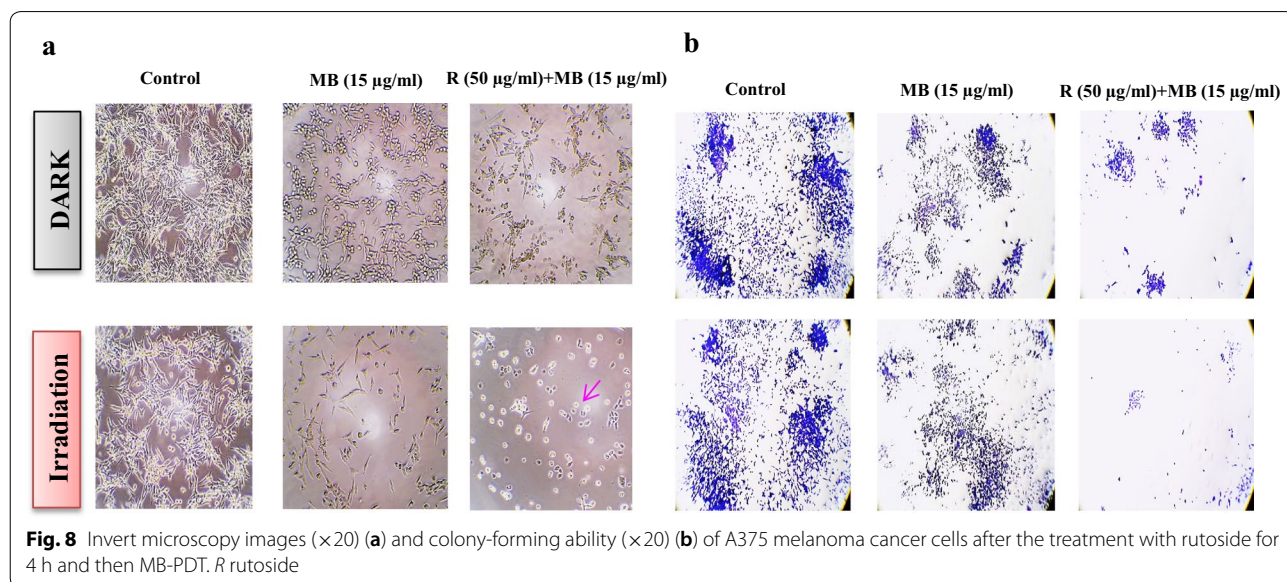 a
b
Control
MB (15 µg/ml)
R (50 µg/ml)+MB (15 µg/ml)
Control
MB (15 µg/ml)
R (50 µg/ml)+MB (15 µg/ml)
DARK
Irradiation
Fig. 8 Invert microscopy images (×20) (a) and colony-forming ability (×20) (b) of A375 melanoma cancer cells after the treatment with rutoside for
4 h and then MB-PDT. R rutoside